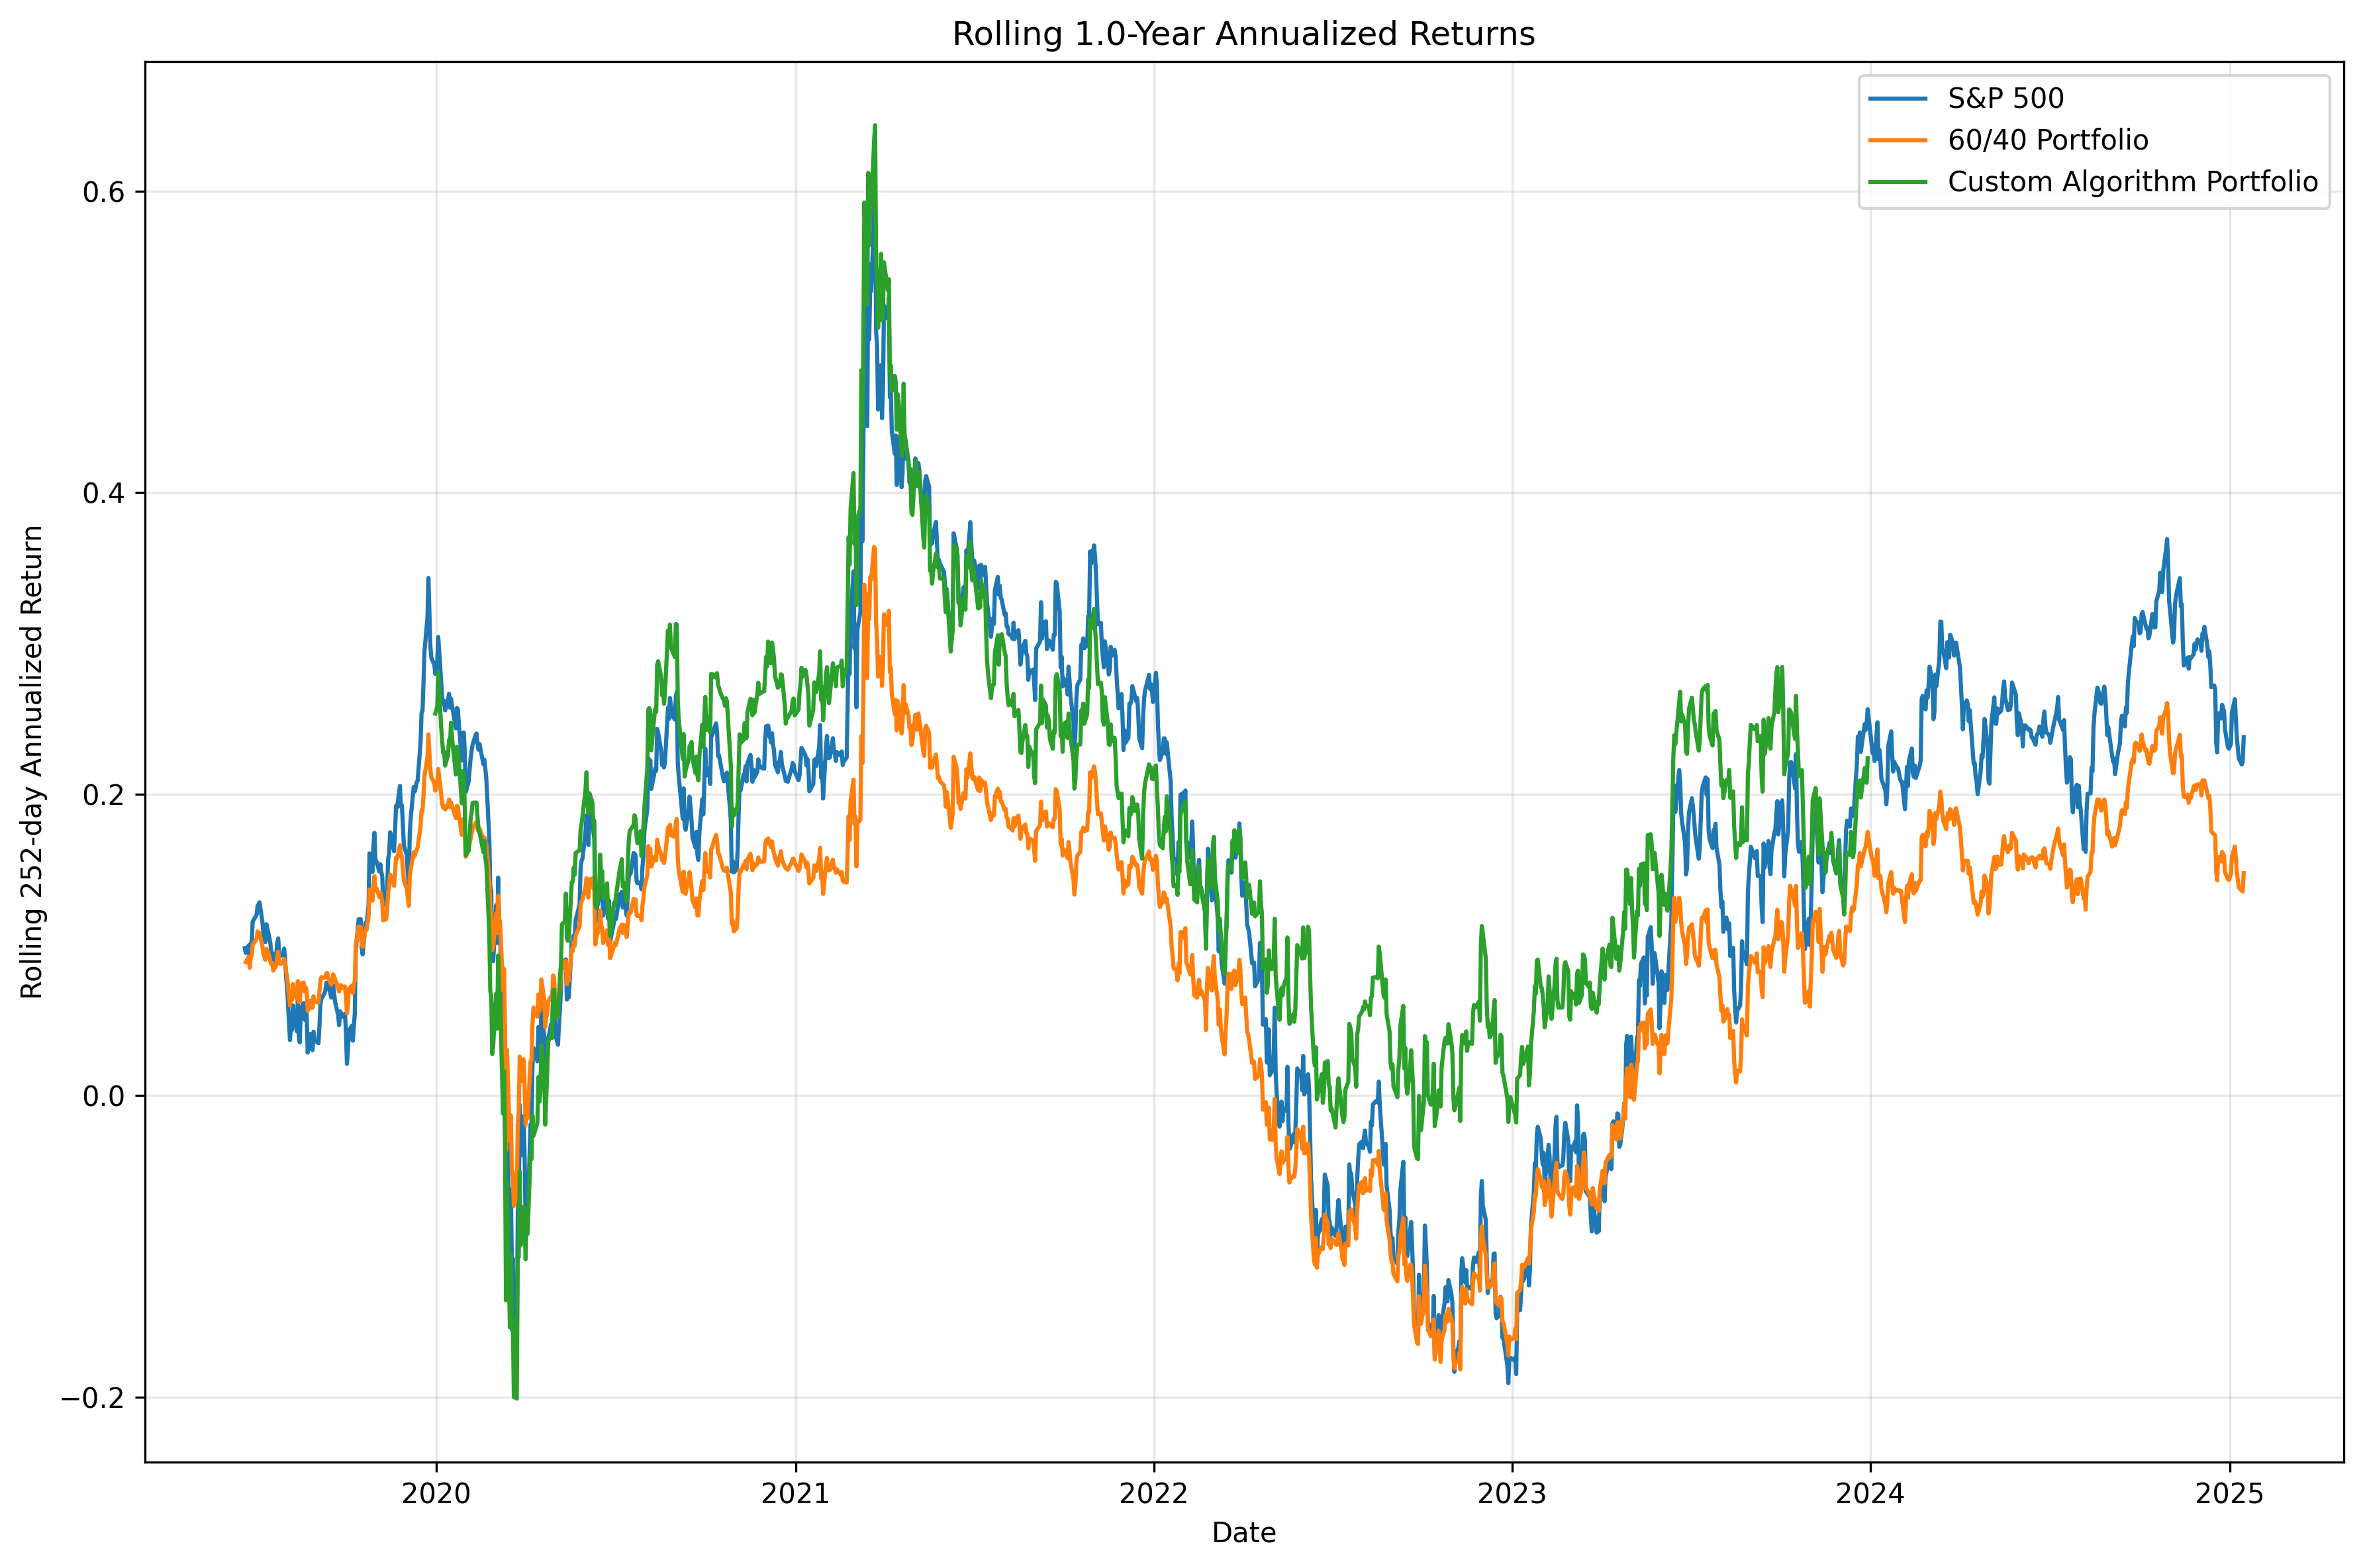 Rolling 1.0-Year Annualized Returns
S&P 500
60/40 Portfolio
Custom Algorithm Portfolio
Rolling 252-day Annualized Return
0.6
0.4
0.2
0.0
−0.2
2020
2021
2022
2023
2024
2025
Date